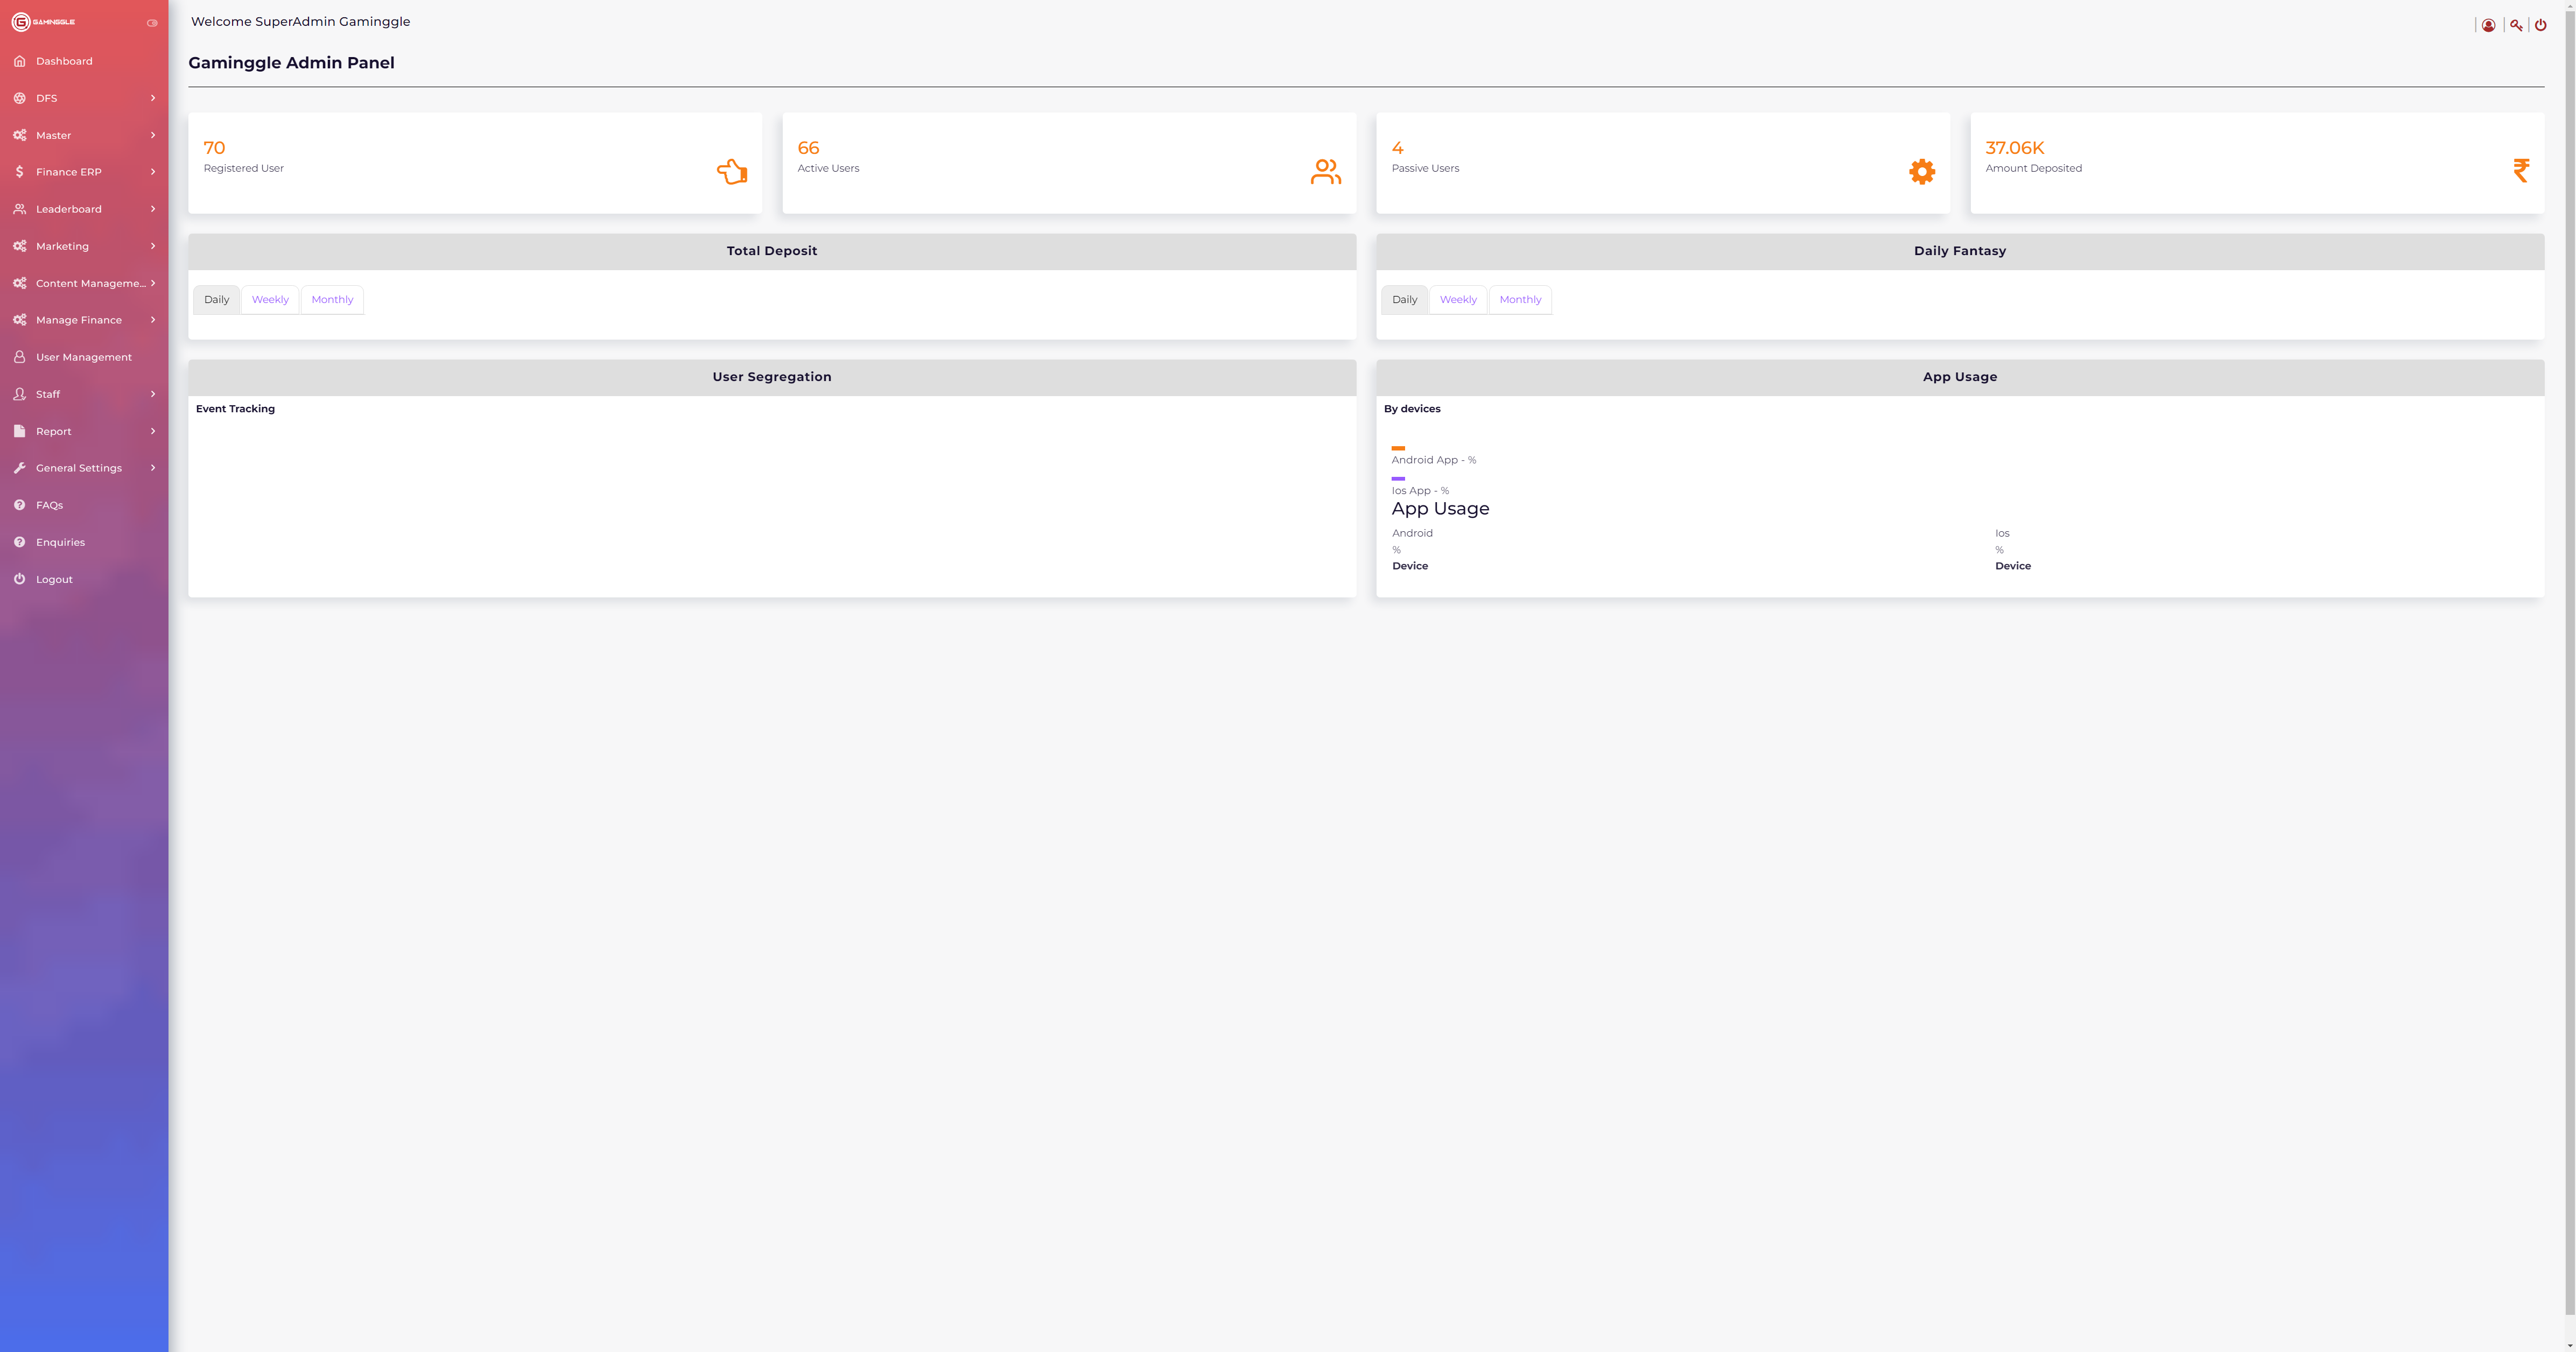 GAMINGGLE
Welcome SuperAdmin Gaminggle
Dashboard
DFS
Master
Finance ERP
Leaderboard
Marketing
Content Manageme...
Manage Finance
User Management
Staff
Report
General Settings
FAQs
Enquiries
Logout
Gaminggle Admin Panel
70
Registered User
66
Active Users
4
Passive Users
37.06K
Amount Deposited
Total Deposit
Daily Weekly Monthly
Daily Fantasy
Daily Weekly Monthly
User Segregation
Event Tracking
App Usage
By devices
Android App - %
Ios App - %
App Usage
Android
%
Device
Ios
%
Device